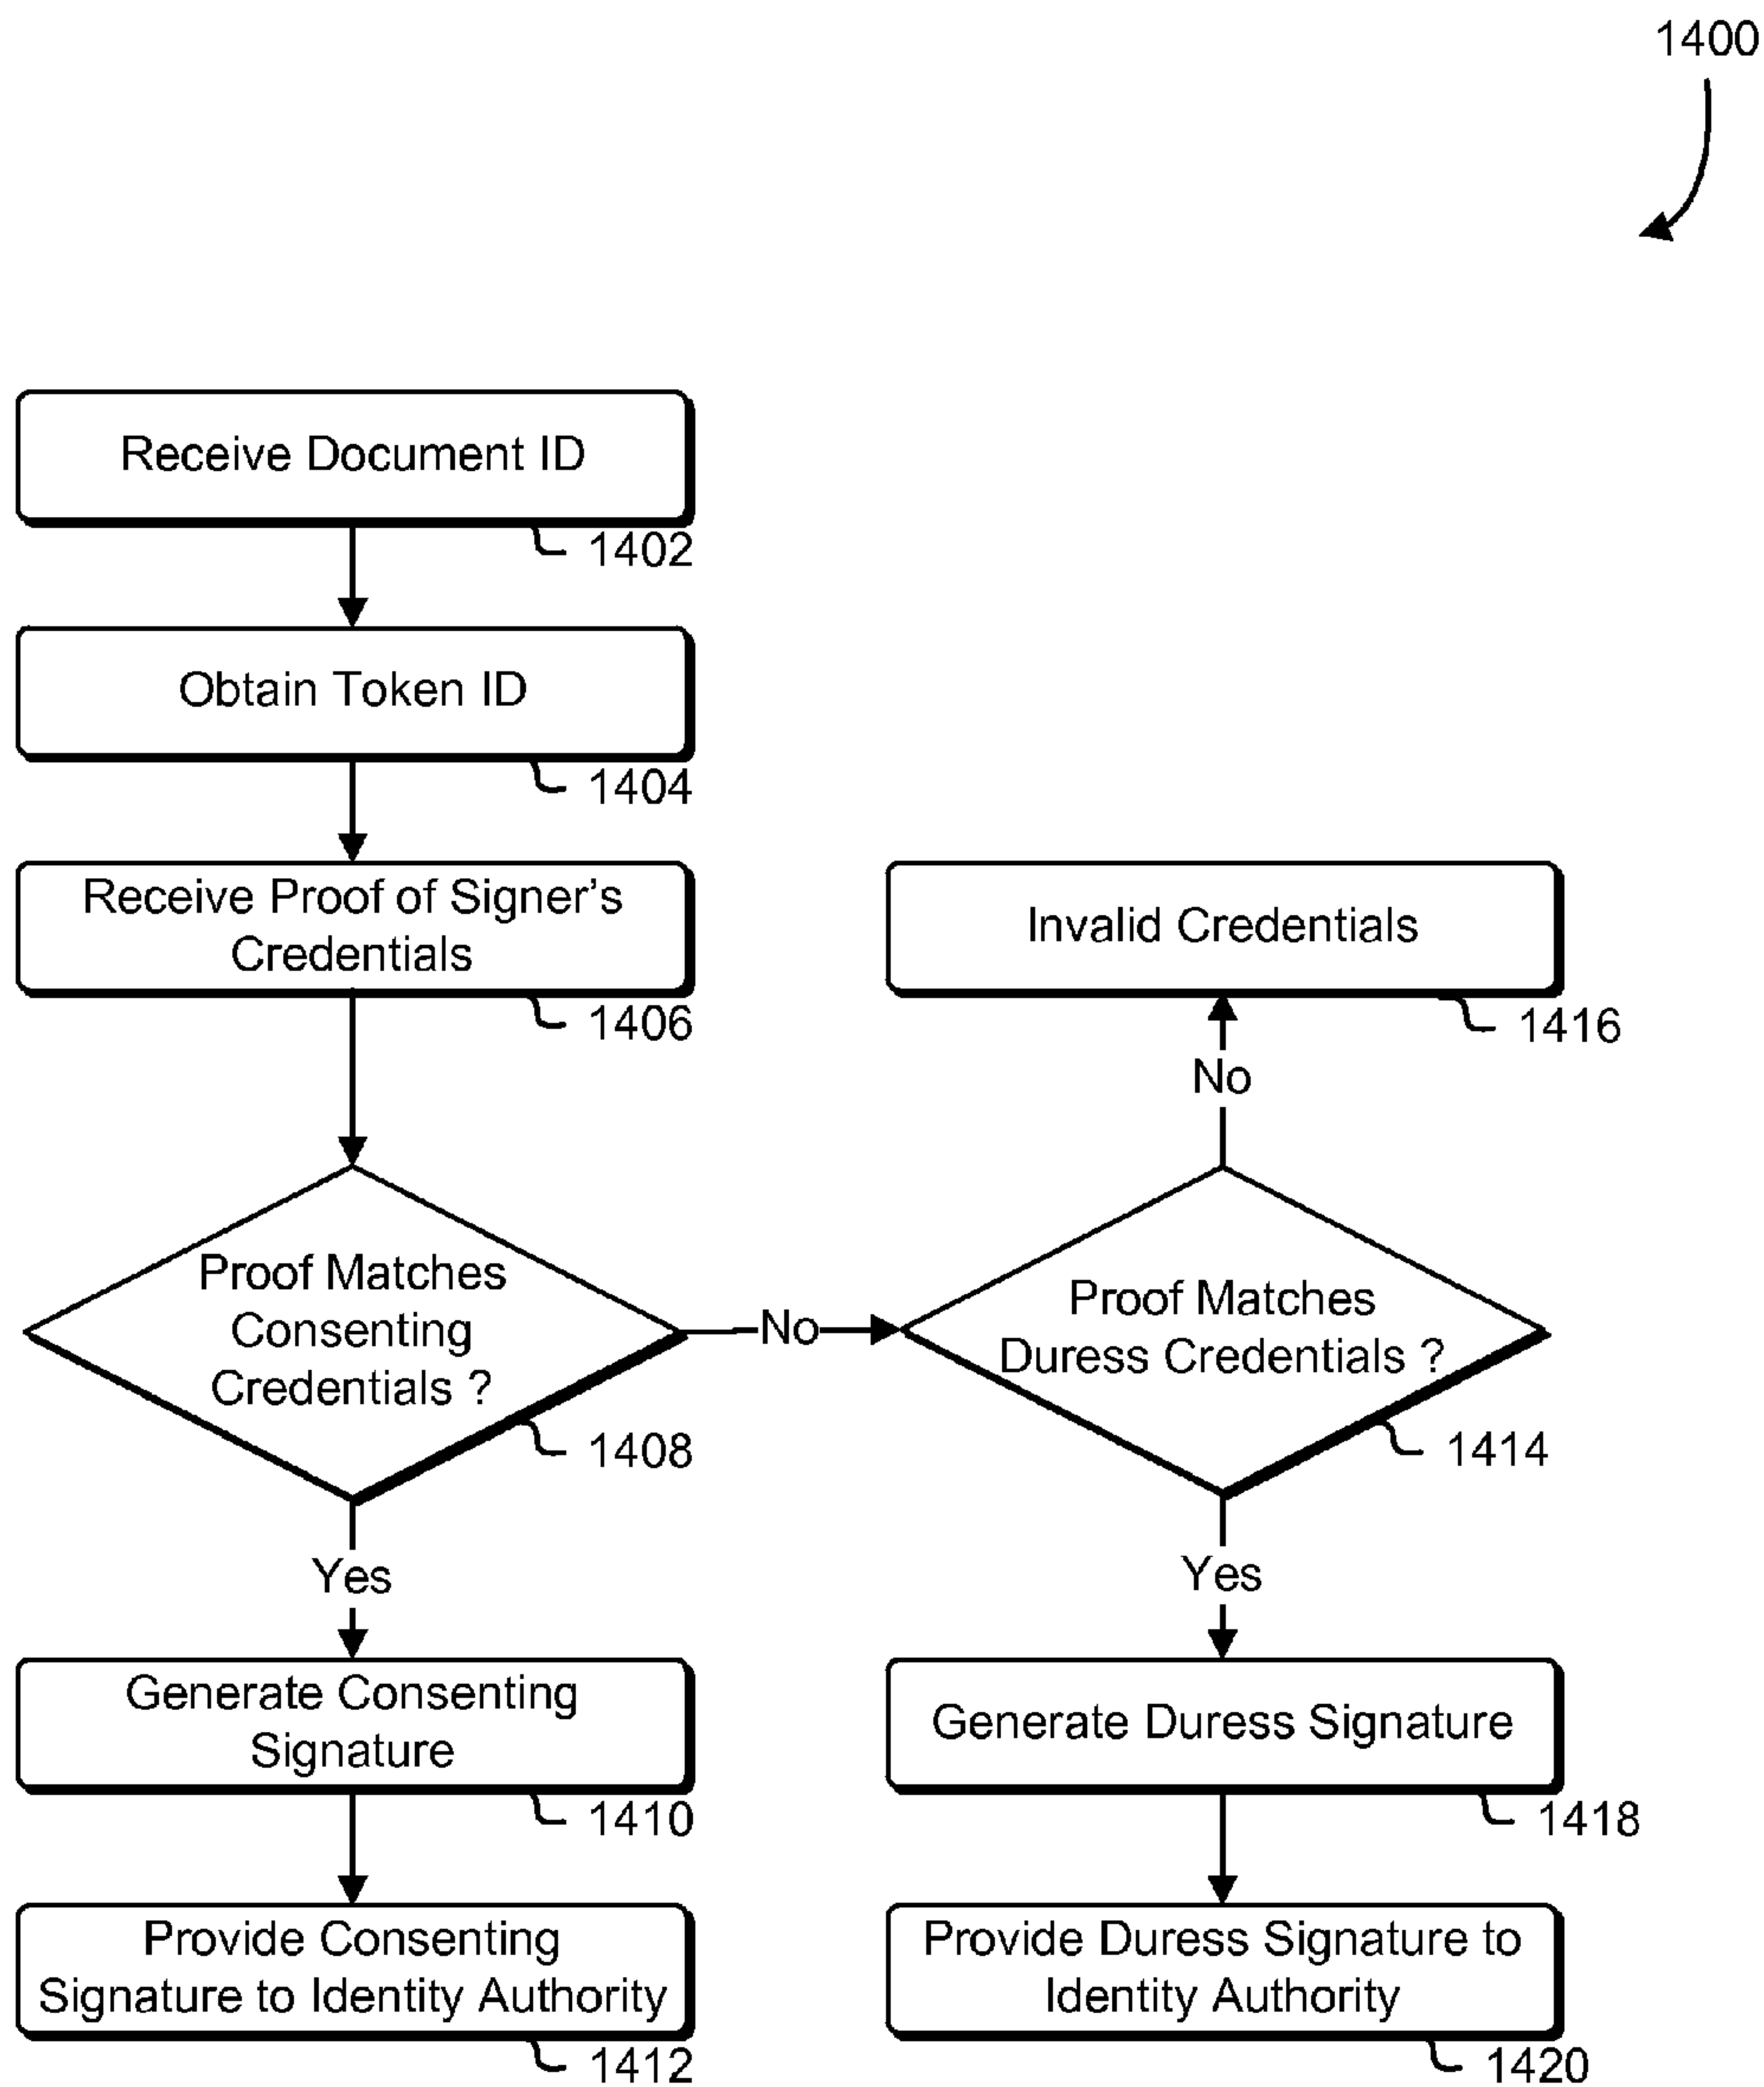 1400
Receive Document ID
1402
Obtain Token ID
1404
Receive Proof of Signer’s
Credentials
1406
Invalid Credentials
1416
No
Proof Matches
Consenting
Credentials ?
1408
No
Proof Matches
Duress Credentials ?
1414
Yes
Yes
Generate Consenting
Signature
1410
Generate Duress Signature
1418
Provide Consenting
Signature to Identity Authority
1412
Provide Duress Signature to
Identity Authority
1420